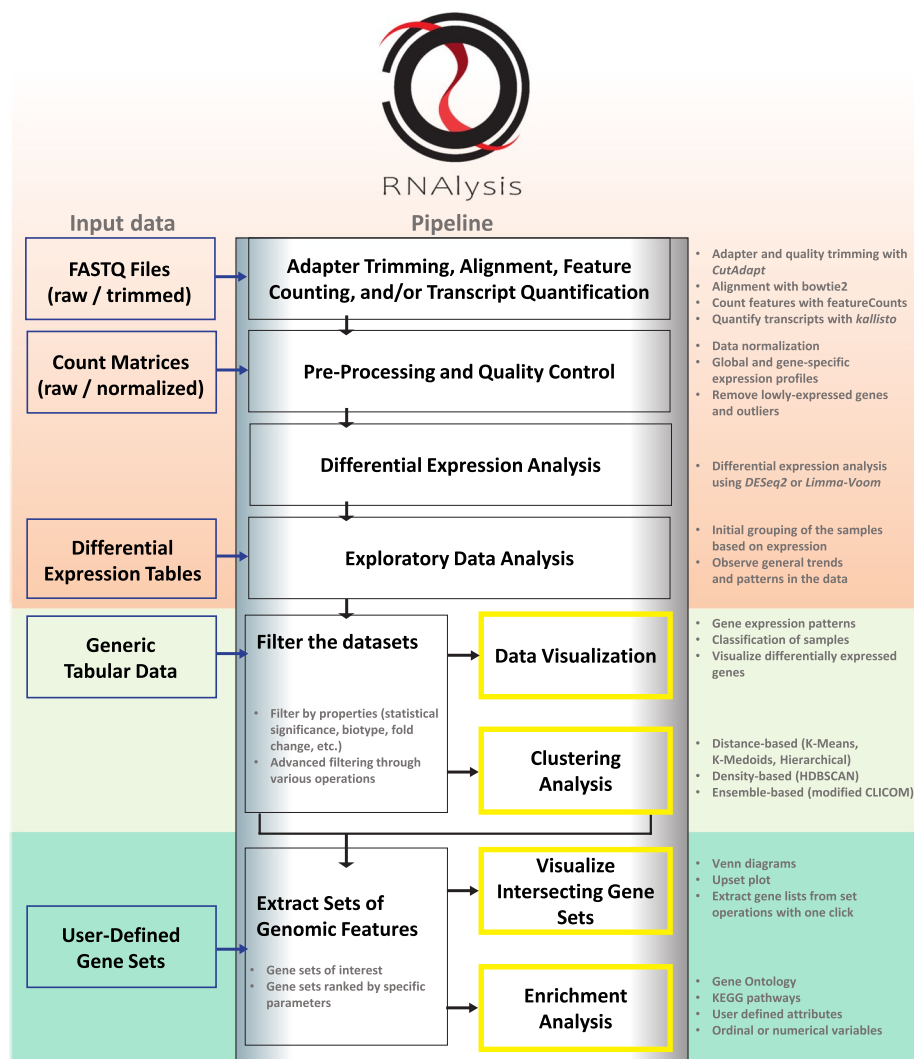 RNAlysis
Input data
Pipeline
FASTQ Files
(raw / trimmed)
Adapter Trimming, Alignment, Feature
Counting, and/or Transcript Quantification
• Adapter and quality trimming with
CutAdapt
• Alignment with bowtie2
• Count features with featureCounts
• Quantify transcripts with kallisto
Count Matrices
(raw / normalized)
Pre-Processing and Quality Control
• Data normalization
• Global and gene-specific
expression profiles
• Remove lowly-expressed genes
and outliers
Differential Expression Analysis
• Differential expression analysis
using DESeq2 or Limma-Voom
Differential
Expression Tables
Exploratory Data Analysis
• Initial grouping of the samples
based on expression
• Observe general trends
and patterns in the data
Generic
Tabular Data
Filter the datasets
• Filter by properties (statistical
significance, biotype, fold
change, etc.)
• Advanced filtering through
various operations
Data Visualization
• Gene expression patterns
• Classification of samples
• Visualize differentially expressed
genes
Clustering
Analysis
• Distance-based (K-Means,
K-Medoids, Hierarchical)
• Density-based (HDBSCAN)
• Ensemble-based (modified CLICOM)
User-Defined
Gene Sets
Extract Sets of
Genomic Features
• Gene sets of interest
• Gene sets ranked by specific
parameters
Visualize
Intersecting Gene
Sets
• Venn diagrams
• Upset plot
• Extract gene lists from set
operations with one click
Enrichment
Analysis
• Gene Ontology
• KEGG pathways
• User defined attributes
• Ordinal or numerical variables